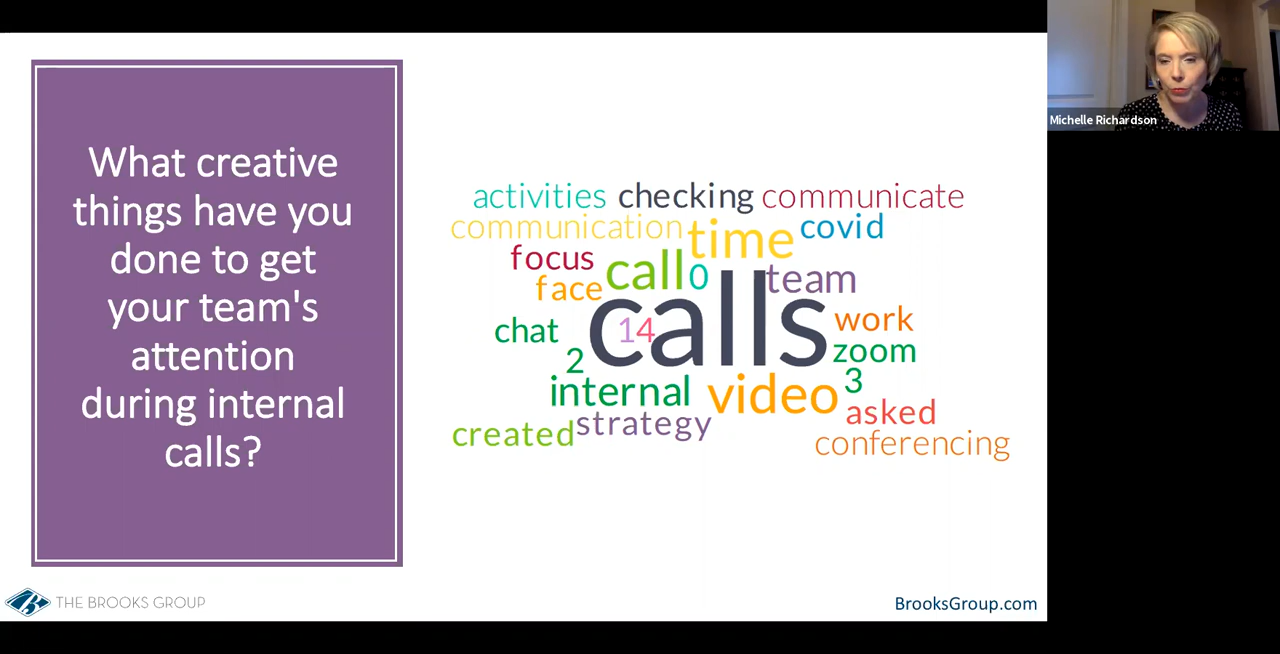 What creative
things have you
done to get
your team's
attention
during internal
calls?
activities checking communicate
communication time covid
focus call 0 team
face calls
chat 14 work
2 zoom
internal video 3
created strategy asked
conferencing
THE BROOKS GROUP
BrooksGroup.com
Michelle Richardson